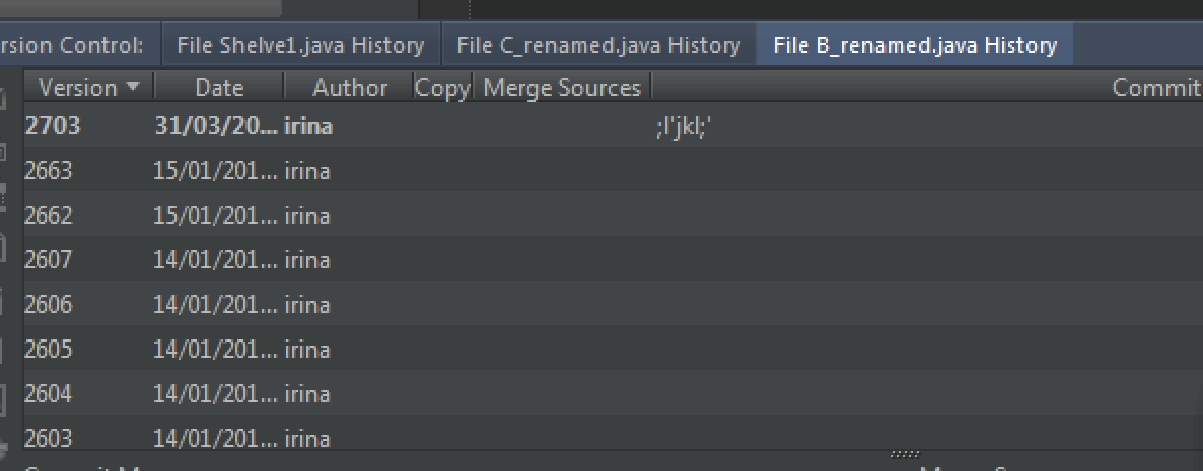 rsion Control: File Shelve1.java History File C_renamed.java History File B_renamed.java History
Version Date Author Copy Merge Sources Commit
2703 31/03/20... irina ;l'jkl;'
2663 15/01/201... irina
2662 15/01/201... irina
2607 14/01/201... irina
2606 14/01/201... irina
2605 14/01/201... irina
2604 14/01/201... irina
2603 14/01/201... irina